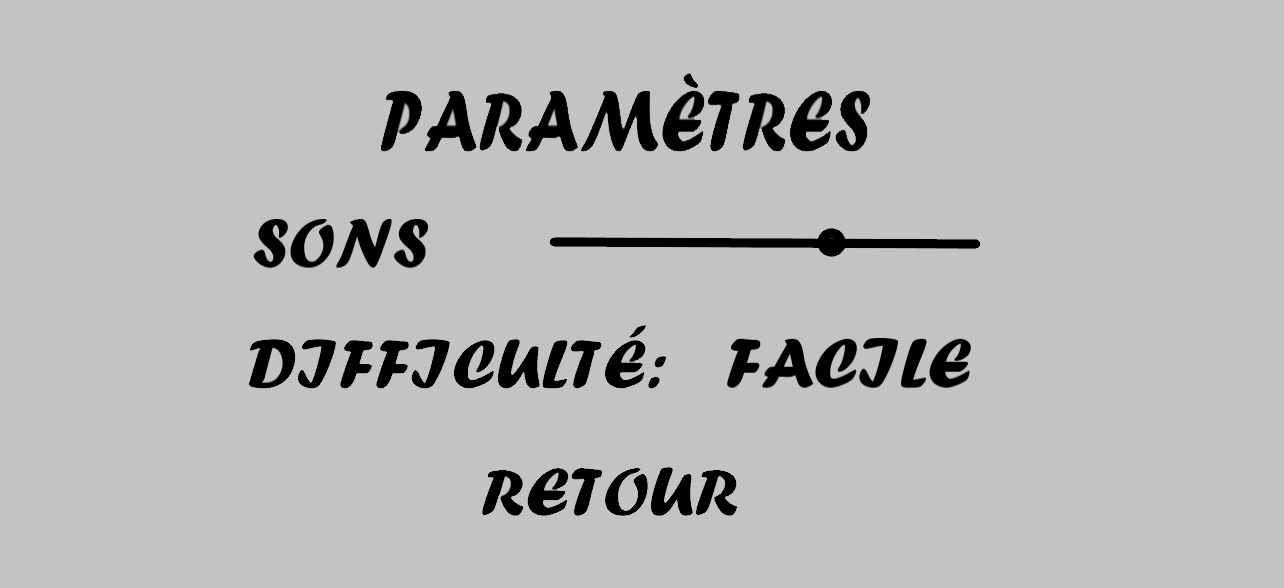 PARAMÈTRES
SONS
DIFFICULTÉ: FACILE
RETOUR